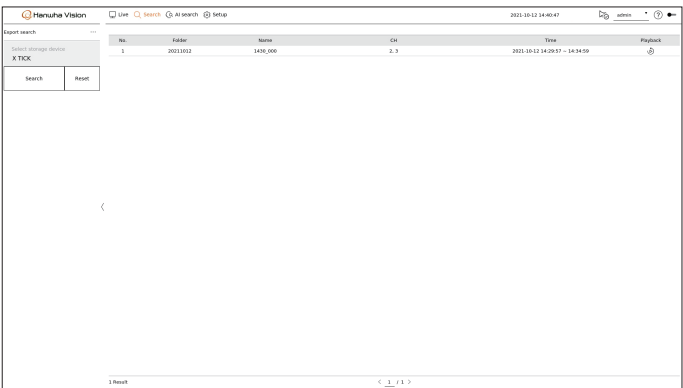 Hanwha Vision
Live Search AI search Setup
2021-10-12 14:40:47
admin
Export search
Select storage device
X TICK
Search Reset
No. Folder Name CH Time Playback
1 20211012 1430_000 2, 3 2021-10-12 14:29:57 ~ 14:34:59
1 Result
1 / 1